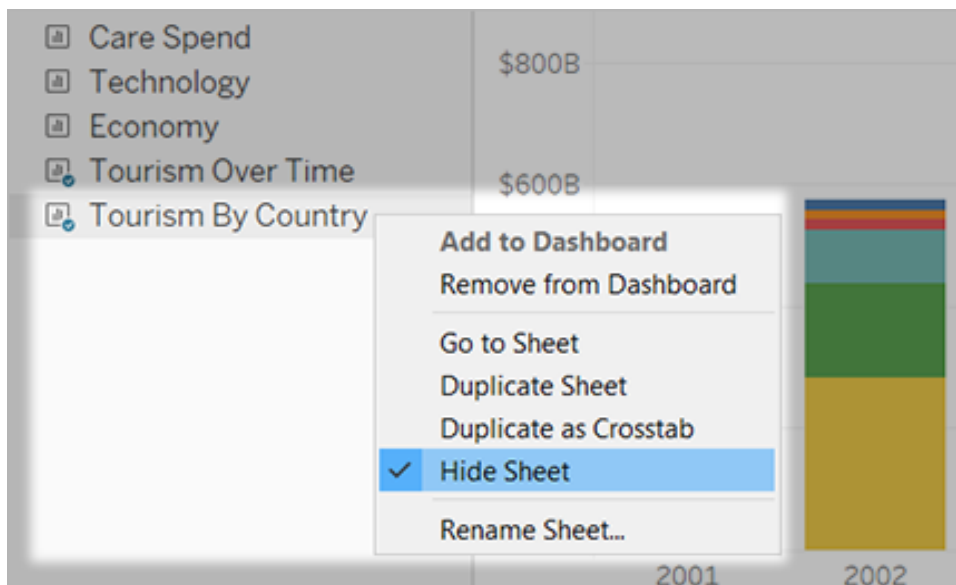 Care Spend
Technology
Economy
Tourism Over Time
Tourism By Country
$800B
$600B
Add to Dashboard
Remove from Dashboard
Go to Sheet
Duplicate Sheet
Duplicate as Crosstab
Hide Sheet
Rename Sheet...
2001 2002